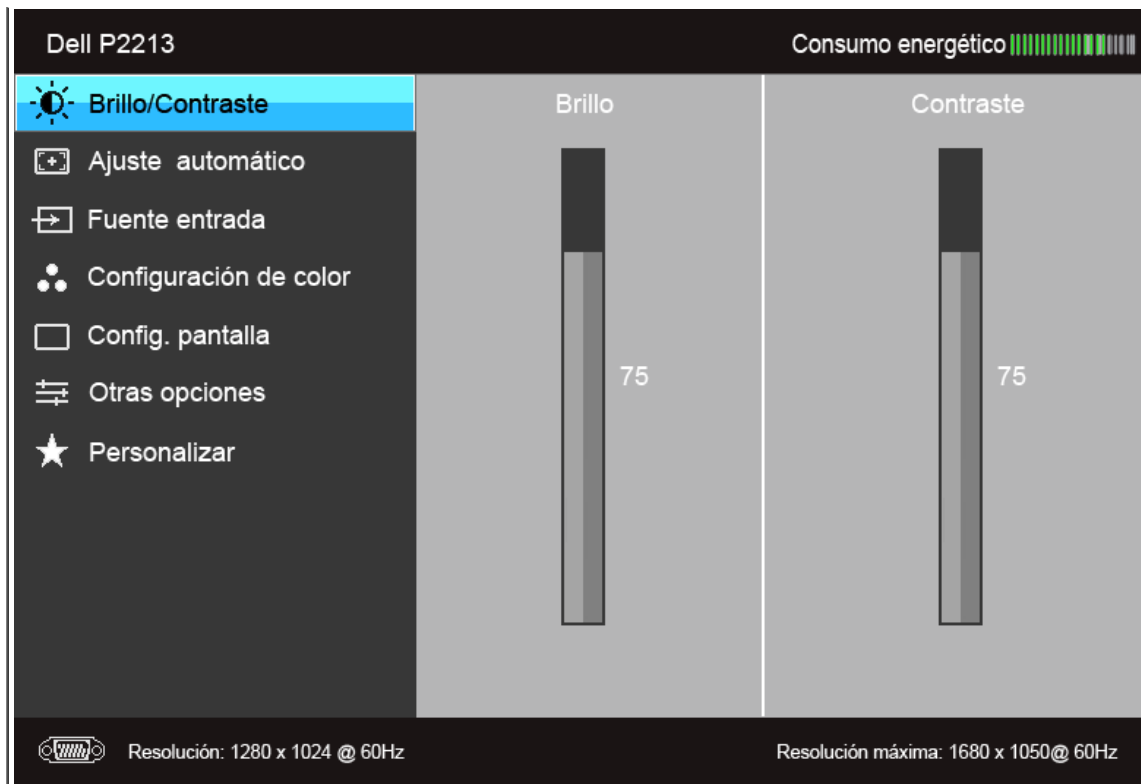 Dell P2213
Consumo energético
Brillo/Contraste
Ajuste automático
Fuente entrada
Configuración de color
Config. pantalla
Otras opciones
Personalizar
Brillo
75
Contraste
75
Resolución: 1280 x 1024 @ 60Hz
Resolución máxima: 1680 x 1050@ 60Hz